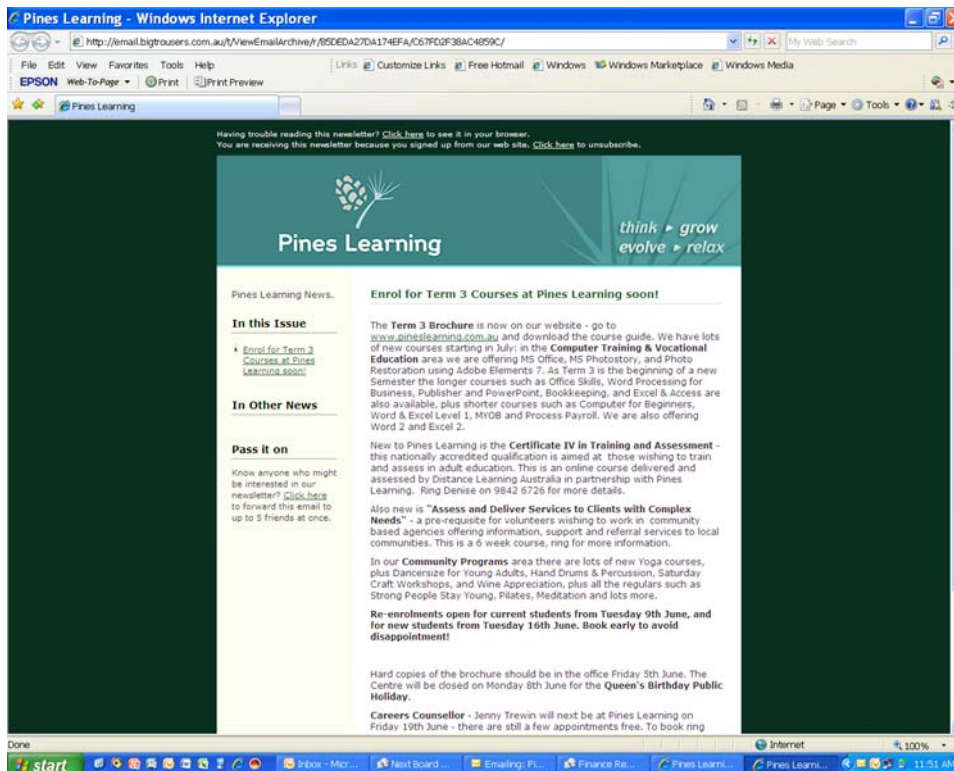 Pines Learning - Windows Internet Explorer
http://email.bigtrousers.com.au/t/ViewEmailArchive/r/85DEDA27DA174EFA/C67FD2F38AC4859C/
My Web Search
File Edit View Favorites Tools Help
Links Customize Links Free Hotmail Windows Windows Marketplace Windows Media
EPSON Web-To-Page Print Print Preview
Pines Learning
Page Tools
Having trouble reading this newsletter? Click here to see it in your browser.
You are receiving this newsletter because you signed up from our web site. Click here to unsubscribe.
Pines Learning
think ▸ grow
evolve ▸ relax
Pines Learning News.
In this Issue
Enrol for Term 3
Courses at Pines
Learning soon!
In Other News
Pass it on
Know anyone who might
be interested in our
newsletter? Click here
to forward this email to
up to 5 friends at once.
Enrol for Term 3 Courses at Pines Learning soon!
The Term 3 Brochure is now on our website - go to
www.pineslearning.com.au and download the course guide. We have lots
of new courses starting in July: in the Computer Training & Vocational
Education area we are offering MS Office, MS Photostory, and Photo
Restoration using Adobe Elements 7. As Term 3 is the beginning of a new
Semester the longer courses such as Office Skills, Word Processing for
Business, Publisher and PowerPoint, Bookkeeping, and Excel & Access are
also available, plus shorter courses such as Computer for Beginners,
Word & Excel Level 1, MYOB and Process Payroll. We are also offering
Word 2 and Excel 2.
New to Pines Learning is the Certificate IV in Training and Assessment -
this nationally accredited qualification is aimed at those wishing to train
and assess in adult education. This is an online course delivered and
assessed by Distance Learning Australia in partnership with Pines
Learning. Ring Denise on 9842 6726 for more details.
Also new is "Assess and Deliver Services to Clients with Complex
Needs" - a pre-requisite for volunteers wishing to work in community
based agencies offering information, support and referral services to local
communities. This is a 6 week course, ring for more information.
In our Community Programs area there are lots of new Yoga courses,
plus Dancersize for Young Adults, Hand Drums & Percussion, Saturday
Craft Workshops, and Wine Appreciation, plus all the regulars such as
Strong People Stay Young, Pilates, Meditation and lots more.
Re-enrolments open for current students from Tuesday 9th June, and
for new students from Tuesday 16th June. Book early to avoid
disappointment!
Hard copies of the brochure should be in the office Friday 5th June. The
Centre will be closed on Monday 8th June for the Queen's Birthday Public
Holiday.
Careers Counsellor - Jenny Trewin will next be at Pines Learning on
Friday 19th June - there are still a few appointments free. To book ring
Done
Internet
100%
start
Inbox - Micr...
Next Board ...
Emailing: Pi...
Finance Re...
Pines Learni...
Pines Learni...
11:51 AM